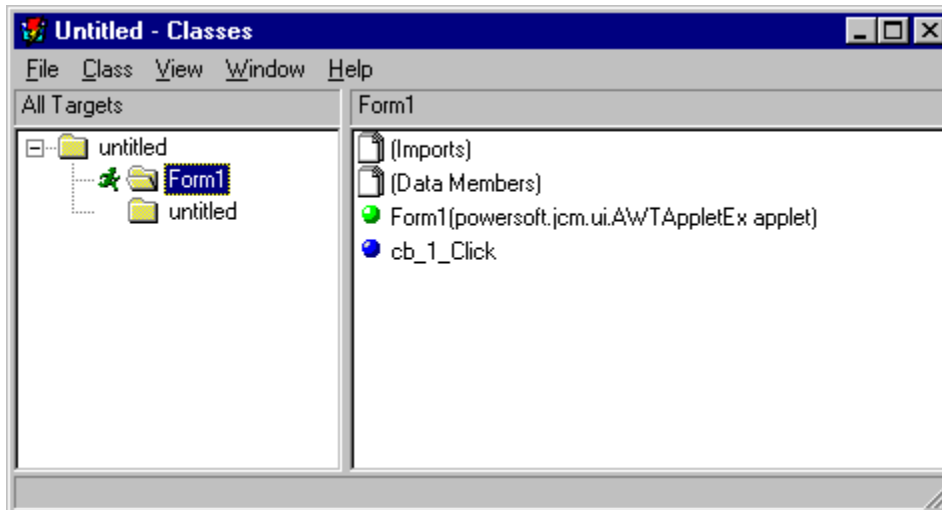 Untitled - Classes
File Class View Window Help
All Targets
Form1
untitled
Form1
untitled
(Imports)
(Data Members)
Form1(powersoft.jcm.ui.AWTAppletEx applet)
cb_1_Click